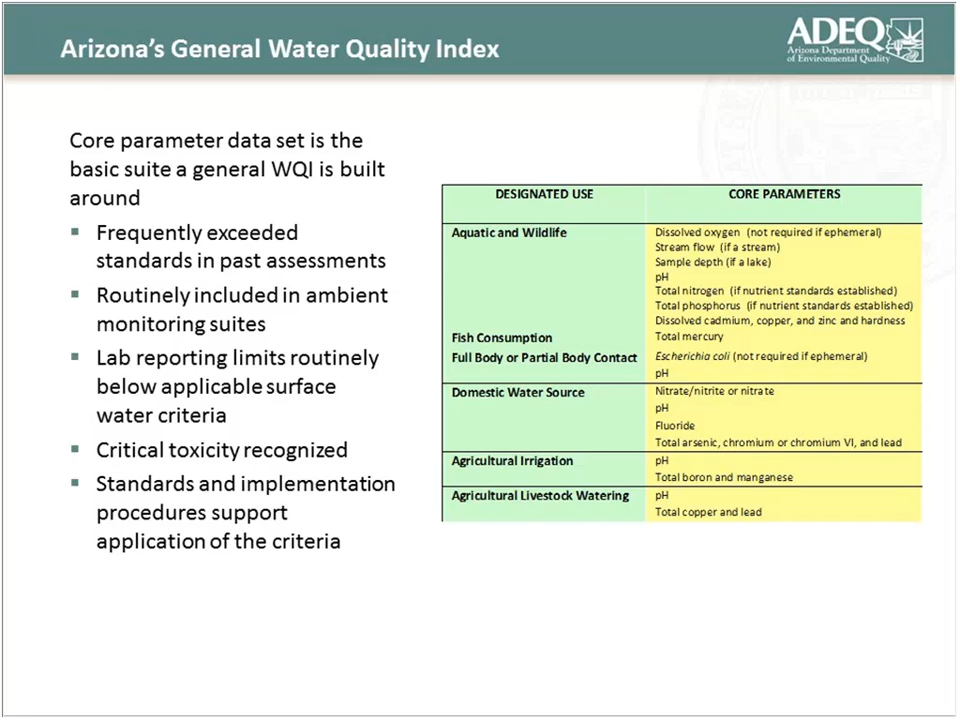 Arizona's General Water Quality Index
ADEQ
Arizona Department
of Environmental Quality
Core parameter data set is the
basic suite a general WQI is built
around
▪ Frequently exceeded
standards in past assessments
▪ Routinely included in ambient
monitoring suites
▪ Lab reporting limits routinely
below applicable surface
water criteria
▪ Critical toxicity recognized
▪ Standards and implementation
procedures support
application of the criteria
DESIGNATED USE CORE PARAMETERS
Aquatic and Wildlife Dissolved oxygen (not required if ephemeral)
Stream flow (if a stream)
Sample depth (if a lake)
pH
Total nitrogen (if nutrient standards established)
Total phosphorus (if nutrient standards established)
Dissolved cadmium, copper, and zinc and hardness
Fish Consumption Total mercury
Full Body or Partial Body Contact Escherichia coli (not required if ephemeral)
pH
Domestic Water Source Nitrate/nitrite or nitrate
pH
Fluoride
Total arsenic, chromium or chromium VI, and lead
Agricultural Irrigation pH
Total boron and manganese
Agricultural Livestock Watering pH
Total copper and lead